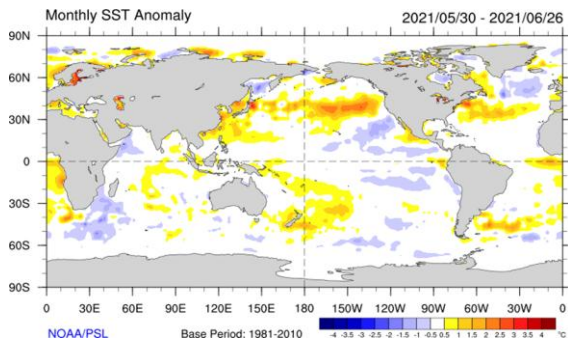 Monthly SST Anomaly 2021/05/30 - 2021/06/26
90N
60N
30N
0
30S
60S
90S
0 30E 60E 90E 120E 150E 180 150W 120W 90W 60W 30W 0
NOAA/PSL Base Period: 1981-2010
-4 -3.5 -3 -2.5 -2 -1.5 -1 -0.5 0.5 1 1.5 2 2.5 3 3.5 4 °C